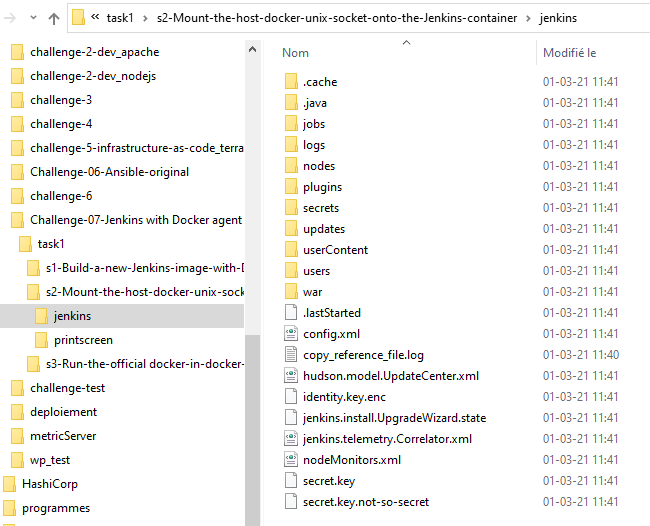 « task1 › s2-Mount-the-host-docker-unix-socket-onto-the-Jenkins-container › jenkins
challenge-2-dev_apache
challenge-2-dev_nodejs
challenge-3
challenge-4
challenge-5-infrastructure-as-code_terra
Challenge-06-Ansible-original
challenge-6
Challenge-07-Jenkins with Docker agent
task1
s1-Build-a-new-Jenkins-image-with-D
s2-Mount-the-host-docker-unix-sock
jenkins
printscreen
s3-Run-the-official docker-in-docker-
challenge-test
deploiement
metricServer
wp_test
HashiCorp
programmes
Nom Modifié le
.cache 01-03-21 11:41
.java 01-03-21 11:41
jobs 01-03-21 11:41
logs 01-03-21 11:41
nodes 01-03-21 11:41
plugins 01-03-21 11:41
secrets 01-03-21 11:41
updates 01-03-21 11:41
userContent 01-03-21 11:41
users 01-03-21 11:41
war 01-03-21 11:41
.lastStarted 01-03-21 11:41
config.xml 01-03-21 11:41
copy_reference_file.log 01-03-21 11:40
hudson.model.UpdateCenter.xml 01-03-21 11:41
identity.key.enc 01-03-21 11:41
jenkins.install.UpgradeWizard.state 01-03-21 11:41
jenkins.telemetry.Correlator.xml 01-03-21 11:41
nodeMonitors.xml 01-03-21 11:41
secret.key 01-03-21 11:41
secret.key.not-so-secret 01-03-21 11:41